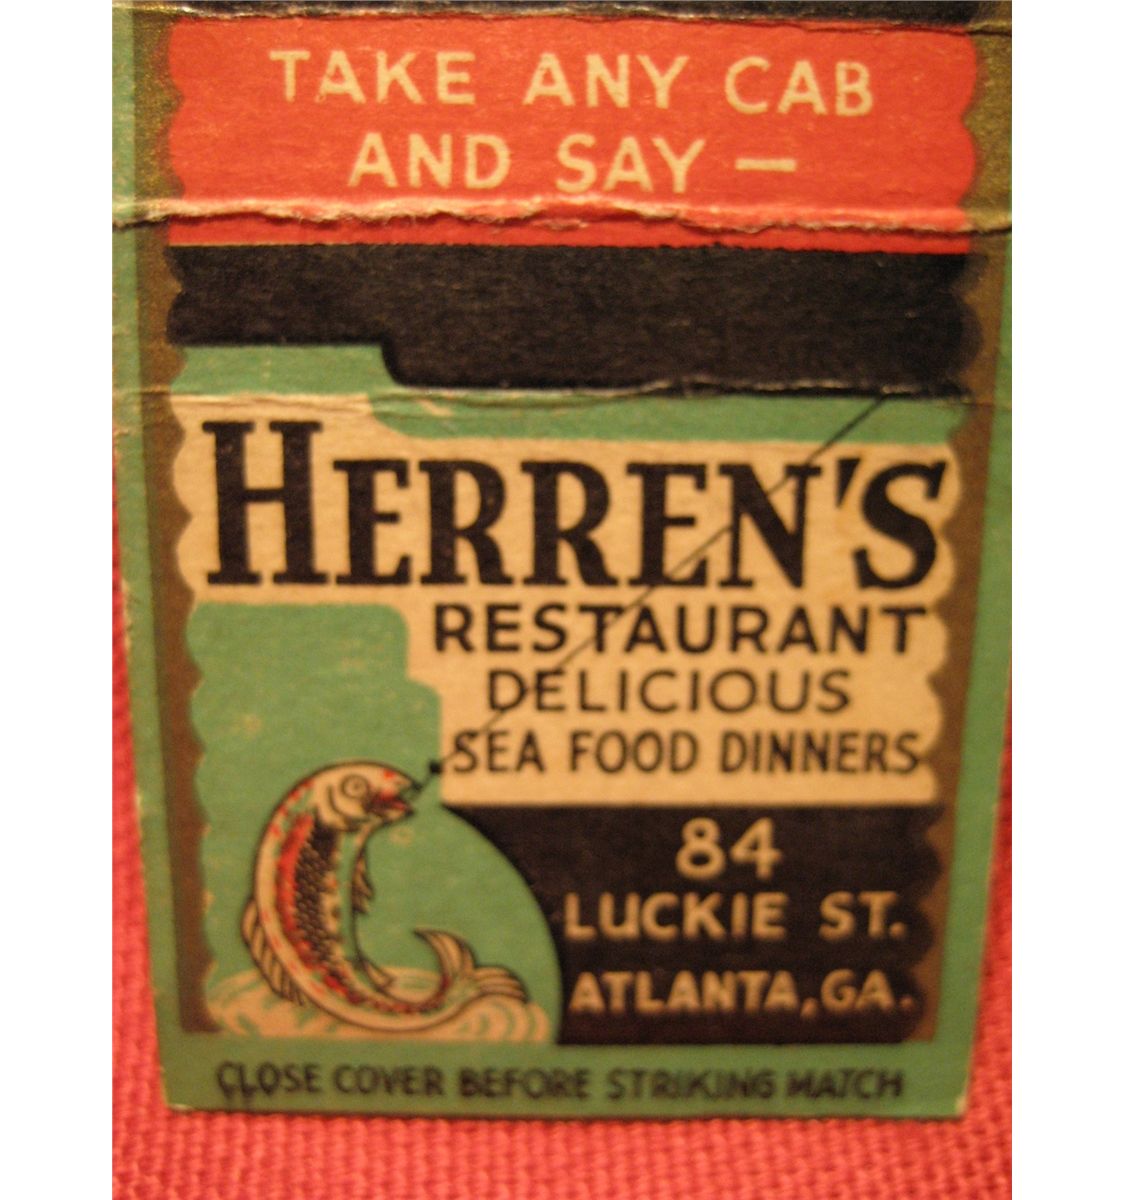 TAKE ANY CAB
AND SAY —
HERREN'S
RESTAURANT
DELICIOUS
SEA FOOD DINNERS
84
LUCKIE ST.
ATLANTA, GA.
CLOSE COVER BEFORE STRIKING MATCH